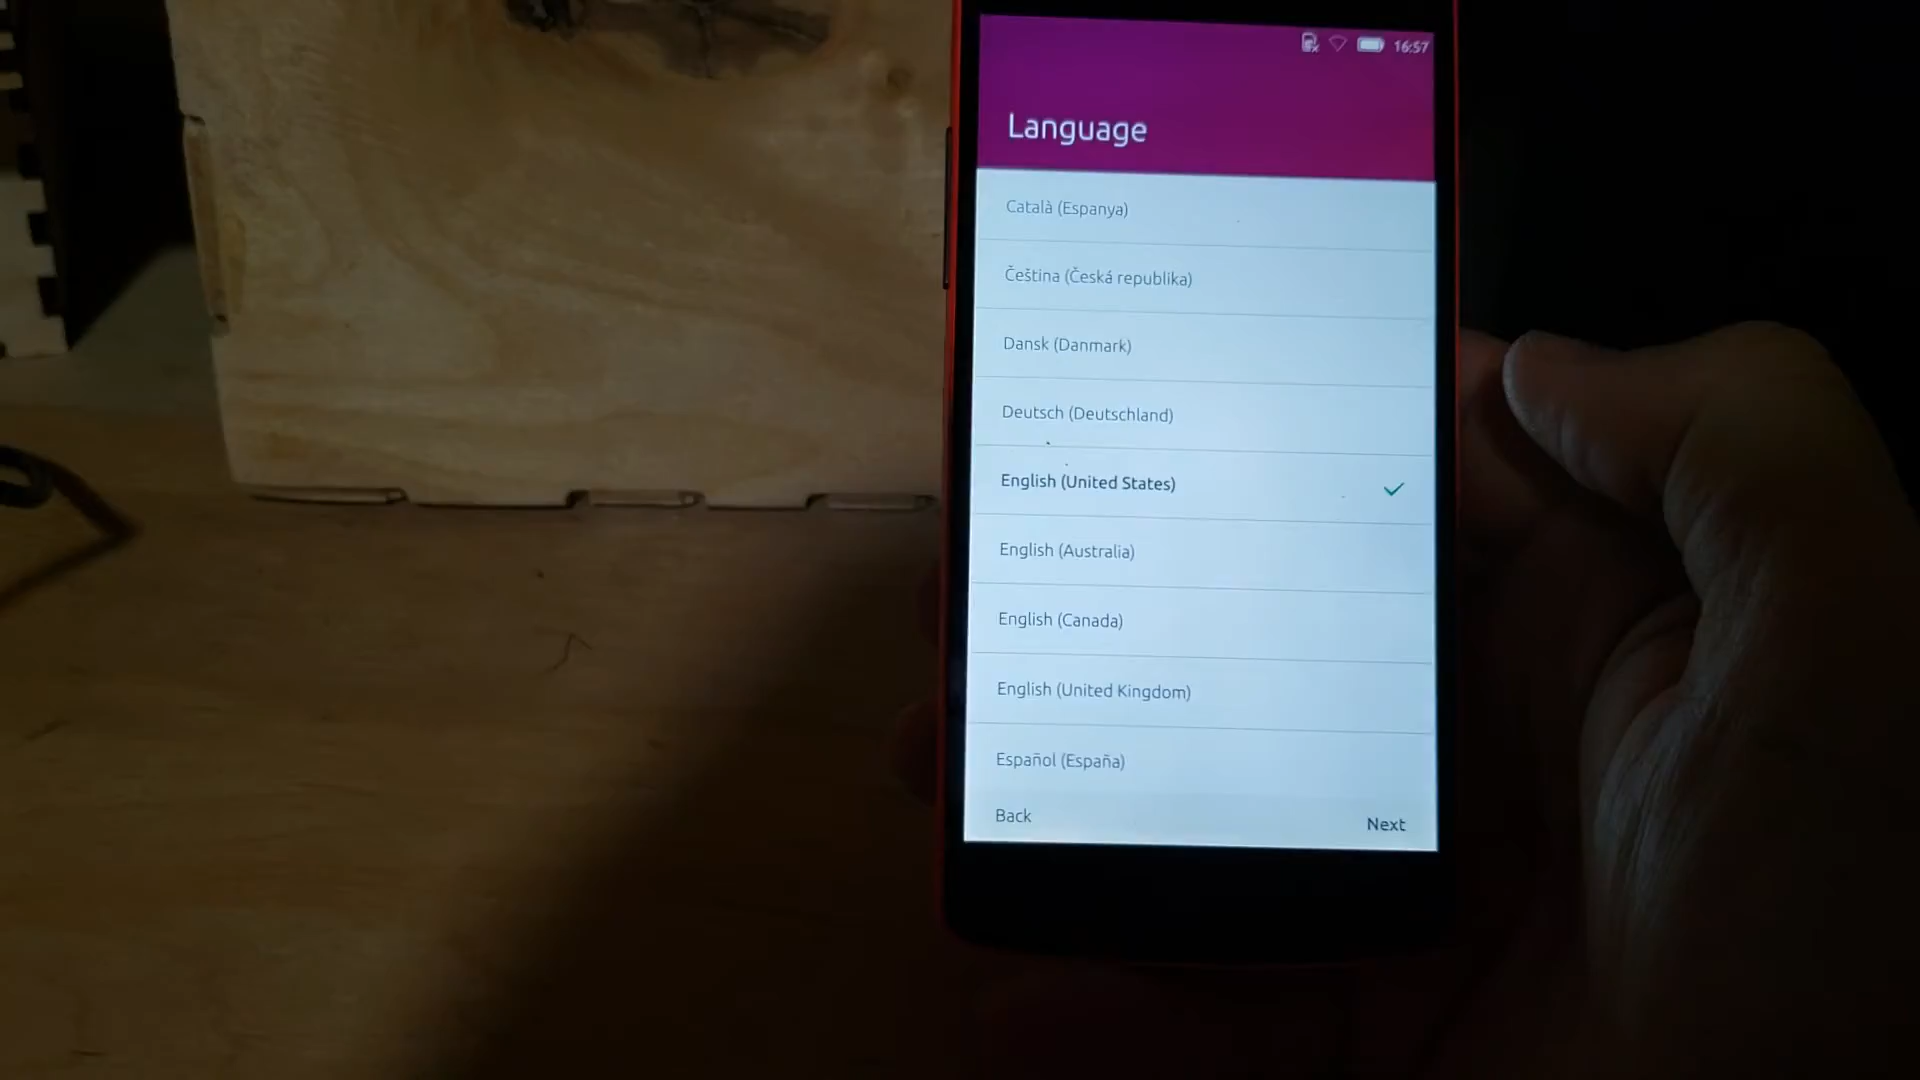 16:57
Language
Català (Espanya)
Čeština (Česká republika)
Dansk (Danmark)
Deutsch (Deutschland)
English (United States)
English (Australia)
English (Canada)
English (United Kingdom)
Español (España)
Back
Next